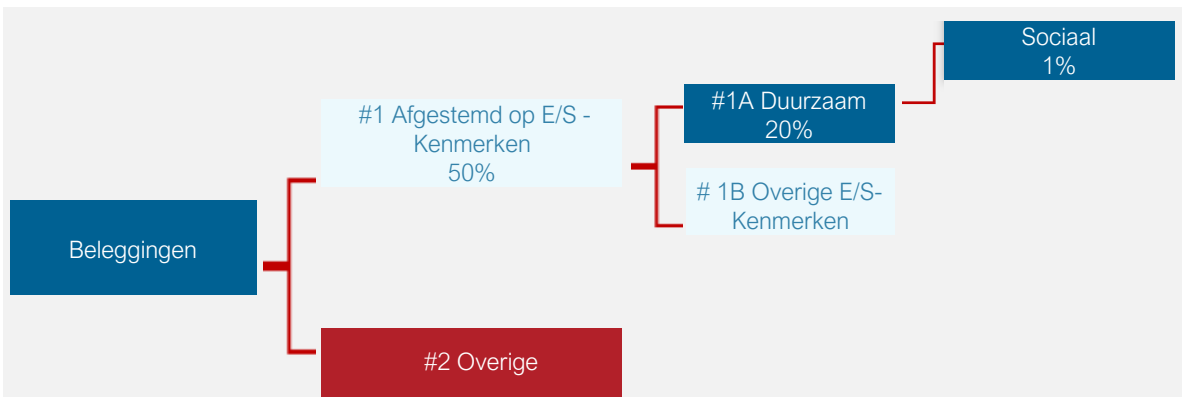 Sociaal
1%
#1A Duurzaam
20%
#1 Afgestemd op E/S -
Kenmerken
50%
# 1B Overige E/S-
Kenmerken
Beleggingen
#2 Overige